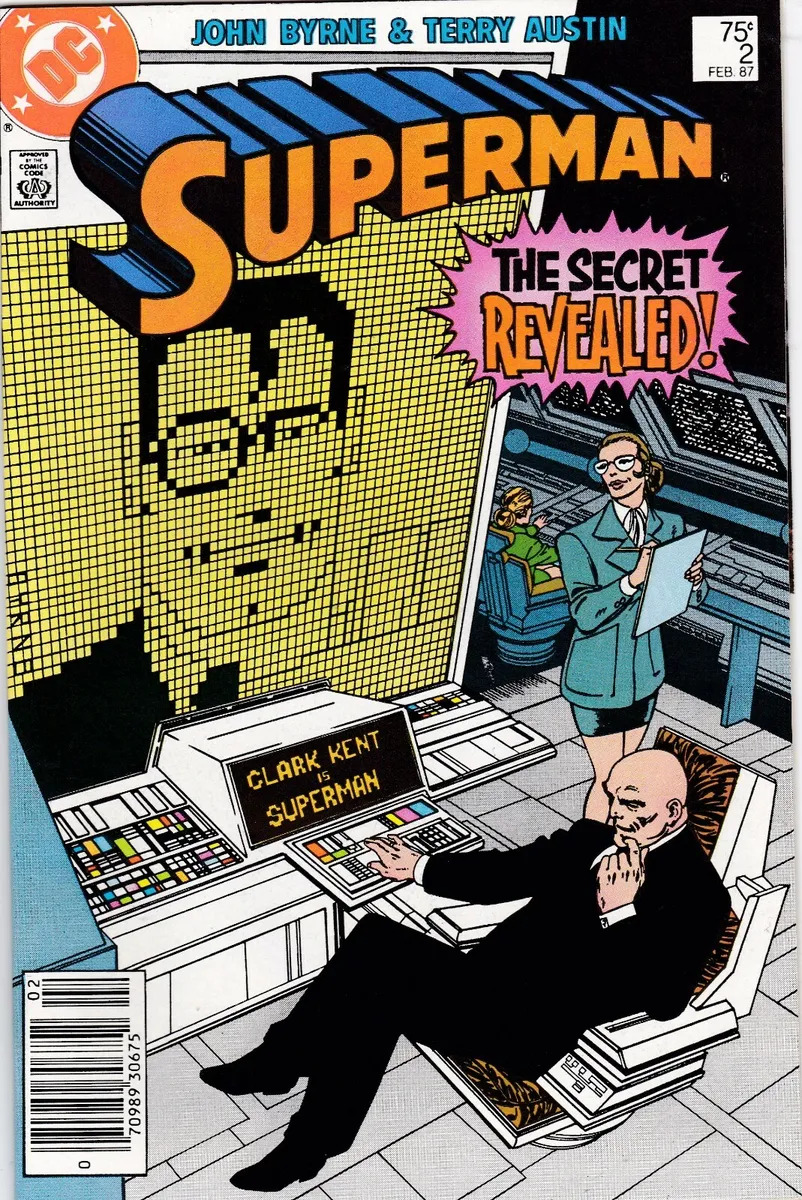 JOHN BYRNE & TERRY AUSTIN
DC
®
75¢
2
FEB. 87
APPROVED
BY THE
COMICS
CODE
CA
AUTHORITY
SUPERMAN®
THE SECRET
REVEALED!
BYRNE
CLARK KENT
IS
SUPERMAN
02
70989 30675
0